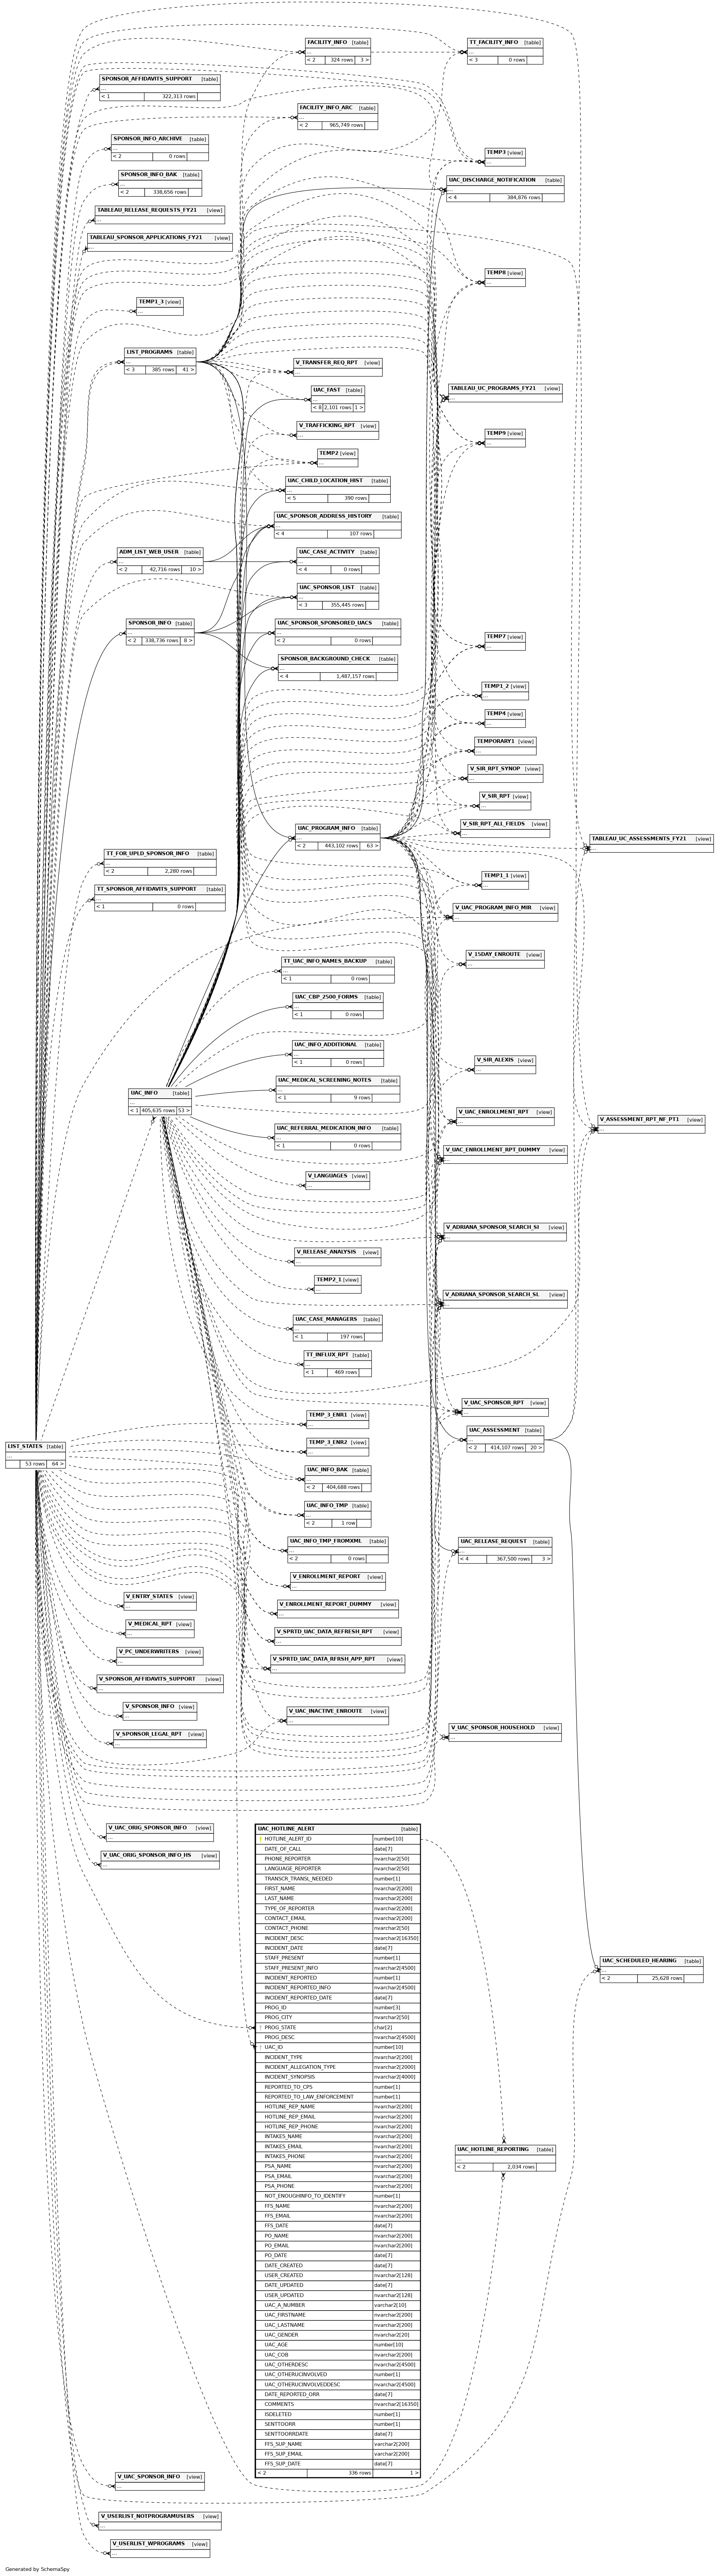 FACILITY_INFO [table]
...
< 2 324 rows 3 >
TT_FACILITY_INFO [table]
...
< 3 0 rows
SPONSOR_AFFIDAVITS_SUPPORT [table]
...
< 1 322,313 rows
FACILITY_INFO_ARC [table]
...
< 2 965,749 rows
SPONSOR_INFO_ARCHIVE [table]
...
< 2 0 rows
TEMP3 [view]
...
SPONSOR_INFO_BAK [table]
...
< 2 338,656 rows
UAC_DISCHARGE_NOTIFICATION [table]
...
< 4 384,876 rows
TABLEAU_RELEASE_REQUESTS_FY21 [view]
...
TABLEAU_SPONSOR_APPLICATIONS_FY21 [view]
...
TEMP8 [view]
...
TEMP1_3 [view]
...
LIST_PROGRAMS [table]
...
< 3 385 rows 41 >
V_TRANSFER_REQ_RPT [view]
...
UAC_FAST [table]
...
< 8 2,101 rows 1 >
TABLEAU_UC_PROGRAMS_FY21 [view]
...
V_TRAFFICKING_RPT [view]
...
TEMP9 [view]
...
TEMP2 [view]
...
UAC_CHILD_LOCATION_HIST [table]
...
< 5 390 rows
UAC_SPONSOR_ADDRESS_HISTORY [table]
...
< 4 107 rows
ADM_LIST_WEB_USER [table]
...
< 2 42,716 rows 10 >
UAC_CASE_ACTIVITY [table]
...
< 4 0 rows
UAC_SPONSOR_LIST [table]
...
< 3 355,445 rows
SPONSOR_INFO [table]
...
< 2 338,736 rows 8 >
UAC_SPONSOR_SPONSORED_UACS [table]
...
< 2 0 rows
TEMP7 [view]
...
SPONSOR_BACKGROUND_CHECK [table]
...
< 4 1,487,157 rows
TEMP1_2 [view]
...
TEMP4 [view]
...
TEMPORARY1 [view]
...
V_SIR_RPT_SYNOP [view]
...
V_SIR_RPT [view]
...
V_SIR_RPT_ALL_FIELDS [view]
...
UAC_PROGRAM_INFO [table]
...
< 2 443,102 rows 63 >
TABLEAU_UC_ASSESSMENTS_FY21 [view]
...
TT_FOR_UPLD_SPONSOR_INFO [table]
...
< 2 2,280 rows
TEMP1_1 [view]
...
TT_SPONSOR_AFFIDAVITS_SUPPORT [table]
...
< 1 0 rows
V_UAC_PROGRAM_INFO_MIR [view]
...
V_15DAY_ENROUTE [view]
...
TT_UAC_INFO_NAMES_BACKUP [table]
...
< 1 0 rows
UAC_CBP_2500_FORMS [table]
...
< 1 0 rows
UAC_INFO_ADDITIONAL [table]
...
< 1 0 rows
V_SIR_ALEXIS [view]
...
UAC_MEDICAL_SCREENING_NOTES [table]
...
< 1 9 rows
UAC_INFO [table]
...
< 1 405,635 rows 53 >
V_UAC_ENROLLMENT_RPT [view]
...
V_ASSESSMENT_RPT_NF_PT1 [view]
...
UAC_REFERRAL_MEDICATION_INFO [table]
...
< 1 0 rows
V_UAC_ENROLLMENT_RPT_DUMMY [view]
...
V_LANGUAGES [view]
...
V_ADRIANA_SPONSOR_SEARCH_SI [view]
...
V_RELEASE_ANALYSIS [view]
...
TEMP2_1 [view]
...
V_ADRIANA_SPONSOR_SEARCH_SL [view]
...
UAC_CASE_MANAGERS [table]
...
< 1 197 rows
TT_INFLUX_RPT [table]
...
< 1 469 rows
V_UAC_SPONSOR_RPT [view]
...
TEMP_3_ENR1 [view]
...
UAC_ASSESSMENT [table]
...
< 2 414,107 rows 20 >
LIST_STATES [table]
...
53 rows 64 >
TEMP_3_ENR2 [view]
...
UAC_INFO_BAK [table]
...
< 2 404,688 rows
UAC_INFO_TMP [table]
...
< 2 1 row
UAC_INFO_TMP_FROMXML [table]
...
< 2 0 rows
UAC_RELEASE_REQUEST [table]
...
< 4 367,500 rows 3 >
V_ENROLLMENT_REPORT [view]
...
V_ENTRY_STATES [view]
...
V_ENROLLMENT_REPORT_DUMMY [view]
...
V_MEDICAL_RPT [view]
...
V_SPRTD_UAC_DATA_REFRESH_RPT [view]
...
V_PC_UNDERWRITERS [view]
...
V_SPRTD_UAC_DATA_RFRSH_APP_RPT [view]
...
V_SPONSOR_AFFIDAVITS_SUPPORT [view]
...
V_SPONSOR_INFO [view]
...
V_UAC_INACTIVE_ENROUTE [view]
...
V_SPONSOR_LEGAL_RPT [view]
...
V_UAC_SPONSOR_HOUSEHOLD [view]
...
V_UAC_ORIG_SPONSOR_INFO [view]
...
V_UAC_ORIG_SPONSOR_INFO_HS [view]
...
UAC_HOTLINE_ALERT [table]
HOTLINE_ALERT_ID number[10]
DATE_OF_CALL date[7]
PHONE_REPORTER nvarchar2[50]
LANGUAGE_REPORTER nvarchar2[50]
TRANSCR_TRANSL_NEEDED number[1]
FIRST_NAME nvarchar2[200]
LAST_NAME nvarchar2[200]
TYPE_OF_REPORTER nvarchar2[200]
CONTACT_EMAIL nvarchar2[200]
CONTACT_PHONE nvarchar2[50]
INCIDENT_DESC nvarchar2[16350]
INCIDENT_DATE date[7]
STAFF_PRESENT number[1]
STAFF_PRESENT_INFO nvarchar2[4500]
INCIDENT_REPORTED number[1]
INCIDENT_REPORTED_INFO nvarchar2[4500]
INCIDENT_REPORTED_DATE date[7]
PROG_ID number[3]
PROG_CITY nvarchar2[50]
PROG_STATE char[2]
PROG_DESC nvarchar2[4500]
UAC_ID number[10]
INCIDENT_TYPE nvarchar2[200]
INCIDENT_ALLEGATION_TYPE nvarchar2[2000]
INCIDENT_SYNOPSIS nvarchar2[4000]
REPORTED_TO_CPS number[1]
REPORTED_TO_LAW_ENFORCEMENT number[1]
HOTLINE_REP_NAME nvarchar2[200]
HOTLINE_REP_EMAIL nvarchar2[200]
HOTLINE_REP_PHONE nvarchar2[200]
INTAKES_NAME nvarchar2[200]
INTAKES_EMAIL nvarchar2[200]
INTAKES_PHONE nvarchar2[200]
PSA_NAME nvarchar2[200]
PSA_EMAIL nvarchar2[200]
PSA_PHONE nvarchar2[200]
NOT_ENOUGHINFO_TO_IDENTIFY number[1]
FFS_NAME nvarchar2[200]
FFS_EMAIL nvarchar2[200]
FFS_DATE date[7]
PO_NAME nvarchar2[200]
PO_EMAIL nvarchar2[200]
PO_DATE date[7]
DATE_CREATED date[7]
USER_CREATED nvarchar2[128]
DATE_UPDATED date[7]
USER_UPDATED nvarchar2[128]
UAC_A_NUMBER varchar2[10]
UAC_FIRSTNAME nvarchar2[200]
UAC_LASTNAME nvarchar2[200]
UAC_GENDER nvarchar2[20]
UAC_AGE number[10]
UAC_COB nvarchar2[200]
UAC_OTHERDESC nvarchar2[4500]
UAC_OTHERUCINVOLVED number[1]
UAC_OTHERUCINVOLVEDDESC nvarchar2[4500]
DATE_REPORTED_ORR date[7]
COMMENTS nvarchar2[16350]
ISDELETED number[1]
SENTTOORR number[1]
SENTTOORRDATE date[7]
FFS_SUP_NAME varchar2[200]
FFS_SUP_EMAIL varchar2[200]
FFS_SUP_DATE date[7]
< 2 336 rows 1 >
UAC_SCHEDULED_HEARING [table]
...
< 2 25,628 rows
UAC_HOTLINE_REPORTING [table]
...
< 2 2,034 rows
V_UAC_SPONSOR_INFO [view]
...
V_USERLIST_NOTPROGRAMUSERS [view]
...
V_USERLIST_WPROGRAMS [view]
...
Generated by SchemaSpy